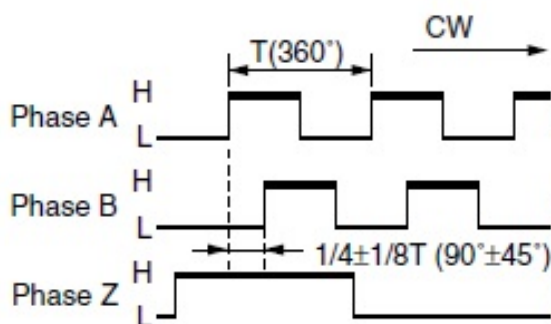 CW
T(360˚)
H
Phase A
L
H
Phase B
L
1/4±1/8T (90˚±45˚)
H
Phase Z
L